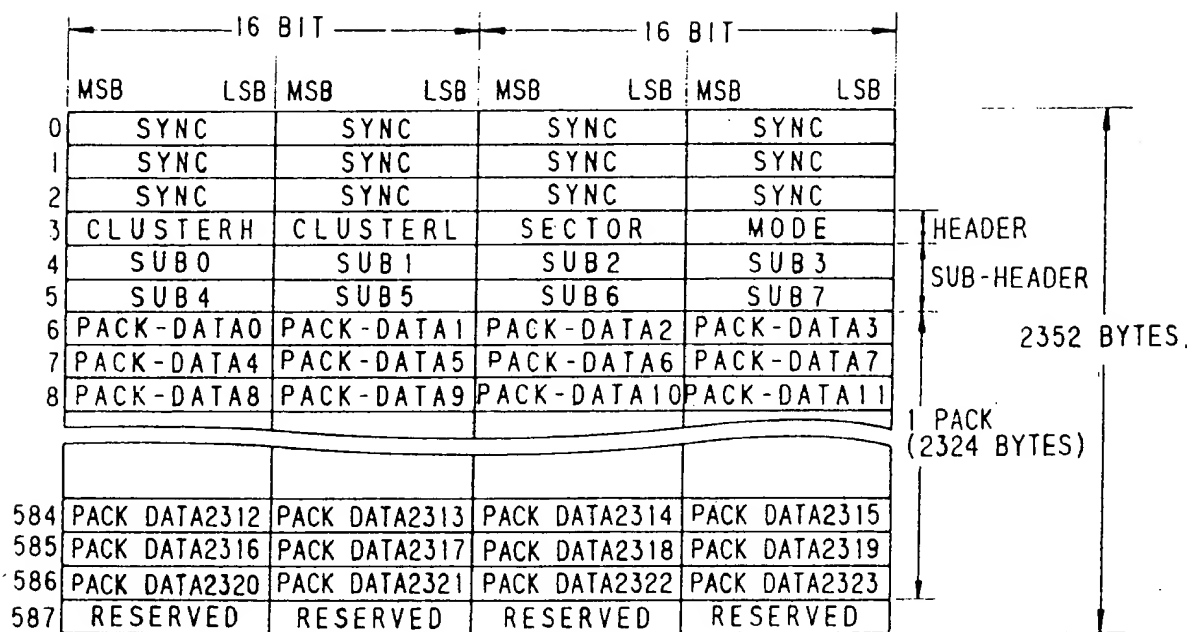 16 BIT 16 BIT
MSB LSB MSB LSB MSB LSB MSB LSB
0 SYNC SYNC SYNC SYNC
1 SYNC SYNC SYNC SYNC
2 SYNC SYNC SYNC SYNC
3 CLUSTERH CLUSTERL SECTOR MODE HEADER
4 SUB0 SUB1 SUB2 SUB3
SUB-HEADER
5 SUB4 SUB5 SUB6 SUB7
6 PACK-DATA0 PACK-DATA1 PACK-DATA2 PACK-DATA3
2352 BYTES.
7 PACK-DATA4 PACK-DATA5 PACK-DATA6 PACK-DATA7
8 PACK-DATA8 PACK-DATA9 PACK-DATA10 PACK-DATA11
1 PACK
(2324 BYTES)
584 PACK DATA2312 PACK DATA2313 PACK DATA2314 PACK DATA2315
585 PACK DATA2316 PACK DATA2317 PACK DATA2318 PACK DATA2319
586 PACK DATA2320 PACK DATA2321 PACK DATA2322 PACK DATA2323
587 RESERVED RESERVED RESERVED RESERVED